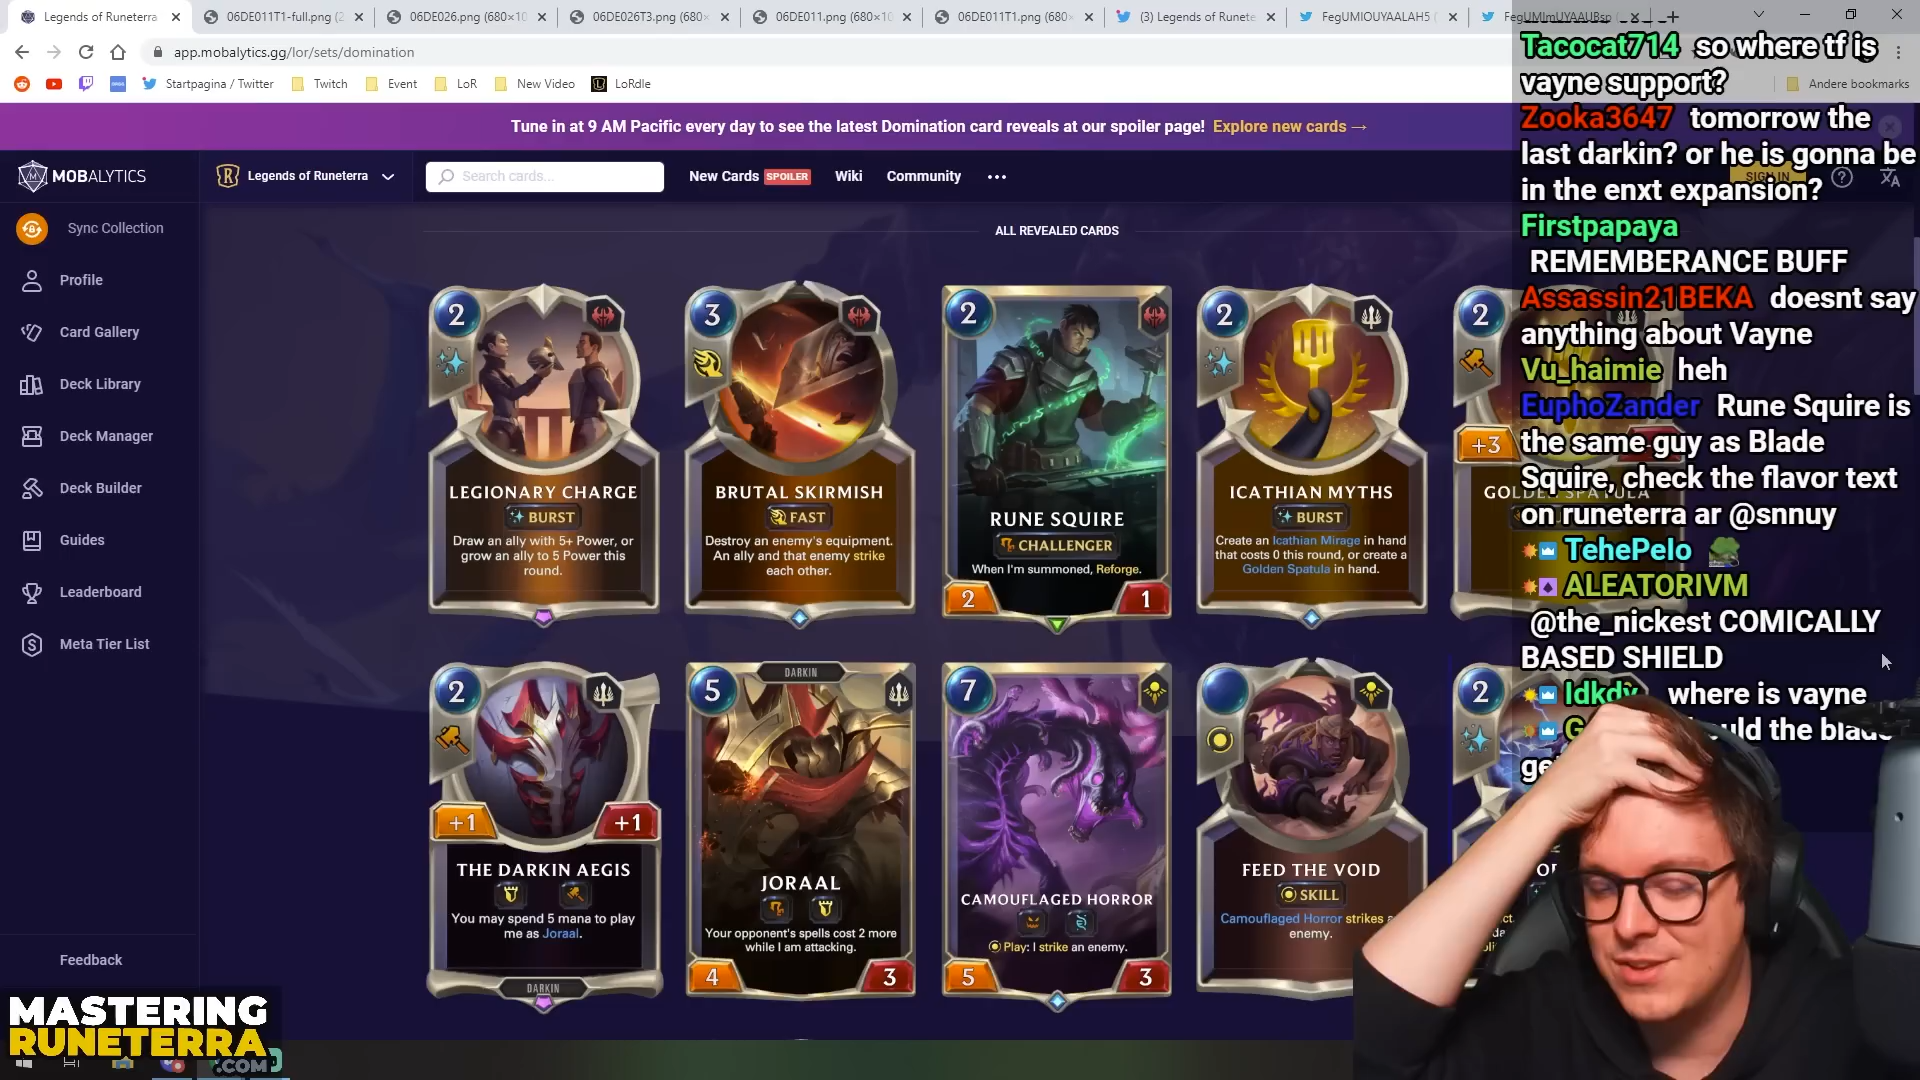 Legends of Runeterra
06DE011T1-full.png (2
06DE026.png (680×10
06DE026T3.png (680×
06DE011.png (680×10
06DE011T1.png (680×
(3) Legends of Runete
FegUMIOUYAALAH5 (
FegUMImUYAAUBsp
app.mobalytics.gg/lor/sets/domination
Startpagina / Twitter
Twitch
Event
LoR
New Video
LoRdle
Andere bookmarks
Tune in at 9 AM Pacific every day to see the latest Domination card reveals at our spoiler page! Explore new cards →
MOBALYTICS
Legends of Runeterra
Search cards...
New Cards SPOILER
Wiki
Community
SIGN IN
Sync Collection
Profile
Card Gallery
Deck Library
Deck Manager
Deck Builder
Guides
Leaderboard
Meta Tier List
Feedback
ALL REVEALED CARDS
2
LEGIONARY CHARGE
BURST
Draw an ally with 5+ Power, or
grow an ally to 5 Power this
round.
3
BRUTAL SKIRMISH
FAST
Destroy an enemy's equipment.
An ally and that enemy strike
each other.
2
RUNE SQUIRE
CHALLENGER
When I'm summoned, Reforge.
2
1
2
ICATHIAN MYTHS
BURST
Create an Icathian Mirage in hand
that costs 0 this round, or create a
Golden Spatula in hand.
2
+3
GOLDEN SPATULA
2
+1
+1
THE DARKIN AEGIS
You may spend 5 mana to play
me as Joraal.
DARKIN
DARKIN
5
JORAAL
Your opponent's spells cost 2 more
while I am attacking.
4
3
7
CAMOUFLAGED HORROR
Play: I strike an enemy.
5
3
FEED THE VOID
SKILL
Camouflaged Horror strikes a
enemy.
2
Tacocat714 so where tf is
vayne support?
Zooka3647 tomorrow the
last darkin? or he is gonna be
in the enxt expansion?
Firstpapaya
REMEMBERANCE BUFF
Assassin21BEKA doesnt say
anything about Vayne
Vu_haimie heh
EuphoZander Rune Squire is
the same guy as Blade
Squire, check the flavor text
on runeterra ar @snnuy
TehePelo
ALEATORIVM
@the_nickest COMICALLY
BASED SHIELD
Idkdy where is vayne
MASTERING
RUNETERRA
.COM